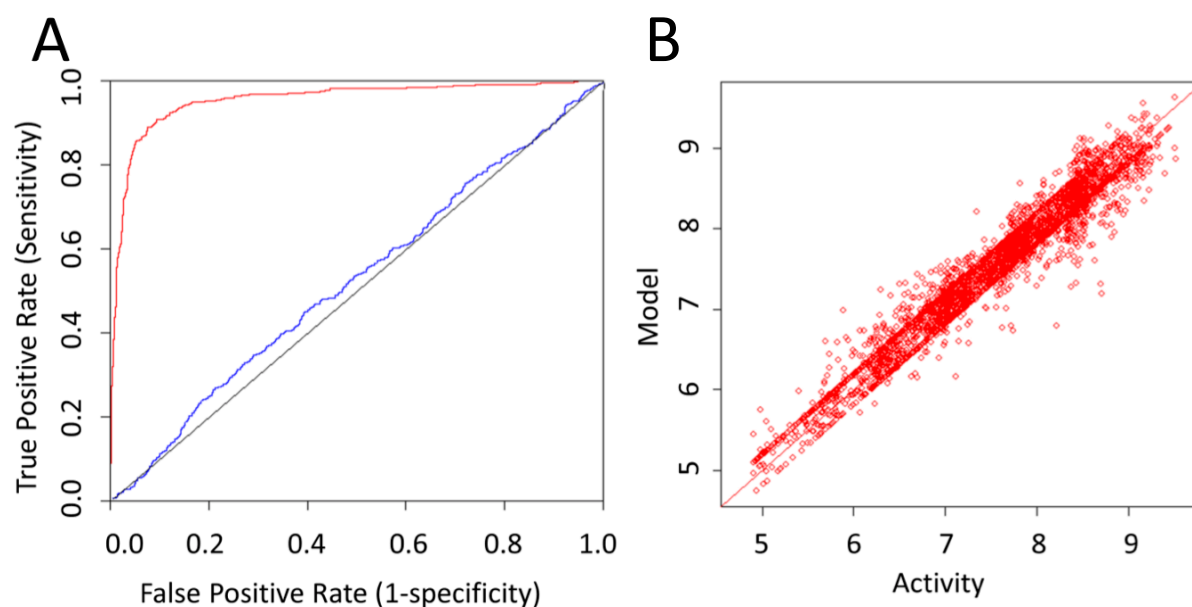 A
True Positive Rate (Sensitivity)
1.0
0.8
0.6
0.4
0.2
0.0
0.0 0.2 0.4 0.6 0.8 1.0
False Positive Rate (1-specificity)
B
Model
9
8
7
6
5
5 6 7 8 9
Activity